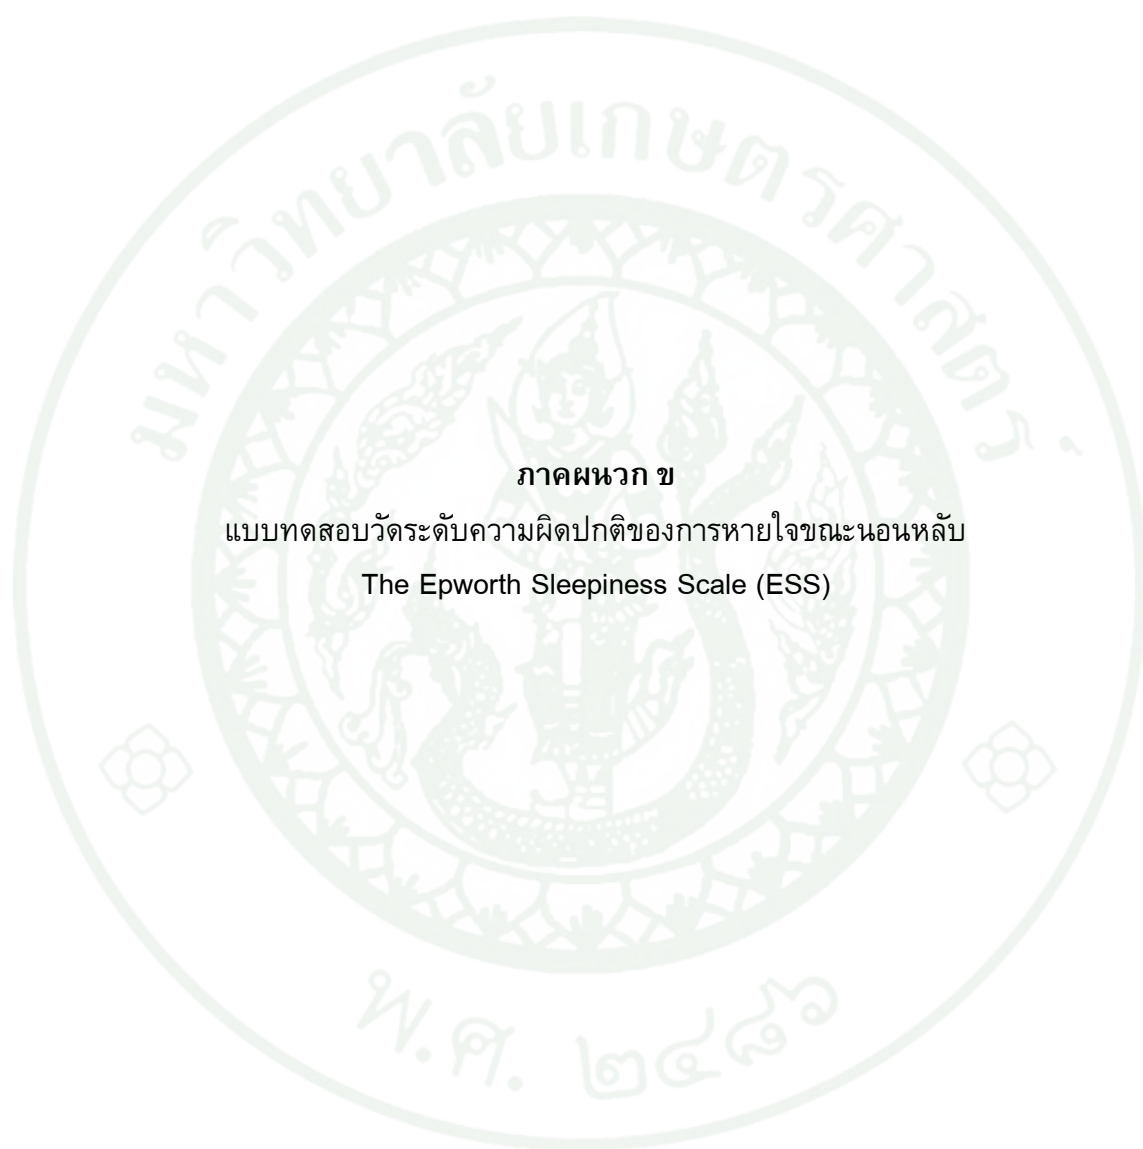 มหาวิทยาลัยเกษตรศาสตร์
ภาคผนวก ข
แบบทดสอบวัดระดับความผิดปกติของการหายใจขณะนอนหลับ
The Epworth Sleepiness Scale (ESS)
พ.ศ. ๒๔๘๖